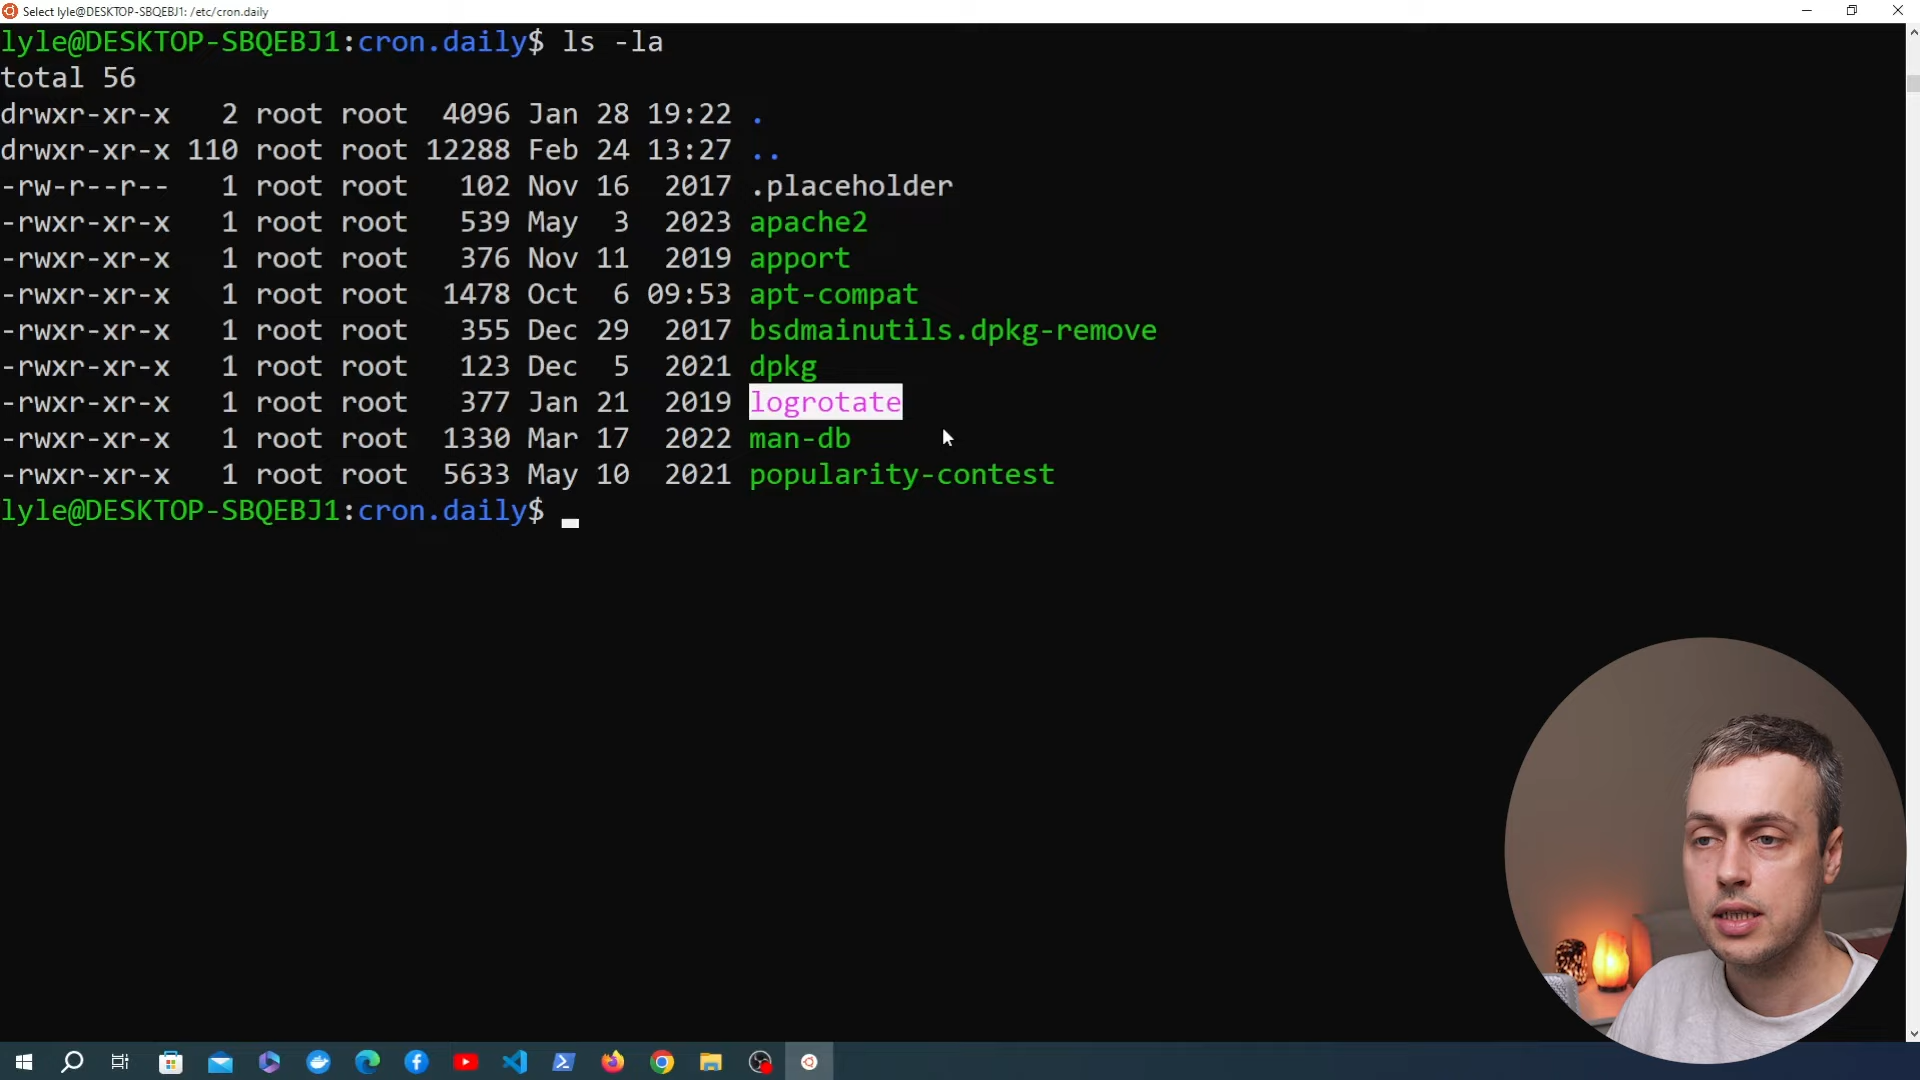 Select lyle@DESKTOP-SBQEBJ1: /etc/cron.daily
lyle@DESKTOP-SBQEBJ1:cron.daily$ ls -la
total 56
drwxr-xr-x   2 root root  4096 Jan 28 19:22 .
drwxr-xr-x 110 root root 12288 Feb 24 13:27 ..
-rw-r--r--   1 root root   102 Nov 16  2017 .placeholder
-rwxr-xr-x   1 root root   539 May  3  2023 apache2
-rwxr-xr-x   1 root root   376 Nov 11  2019 apport
-rwxr-xr-x   1 root root  1478 Oct  6 09:53 apt-compat
-rwxr-xr-x   1 root root   355 Dec 29  2017 bsdmainutils.dpkg-remove
-rwxr-xr-x   1 root root   123 Dec  5  2021 dpkg
-rwxr-xr-x   1 root root   377 Jan 21  2019 logrotate
-rwxr-xr-x   1 root root  1330 Mar 17  2022 man-db
-rwxr-xr-x   1 root root  5633 May 10  2021 popularity-contest
lyle@DESKTOP-SBQEBJ1:cron.daily$